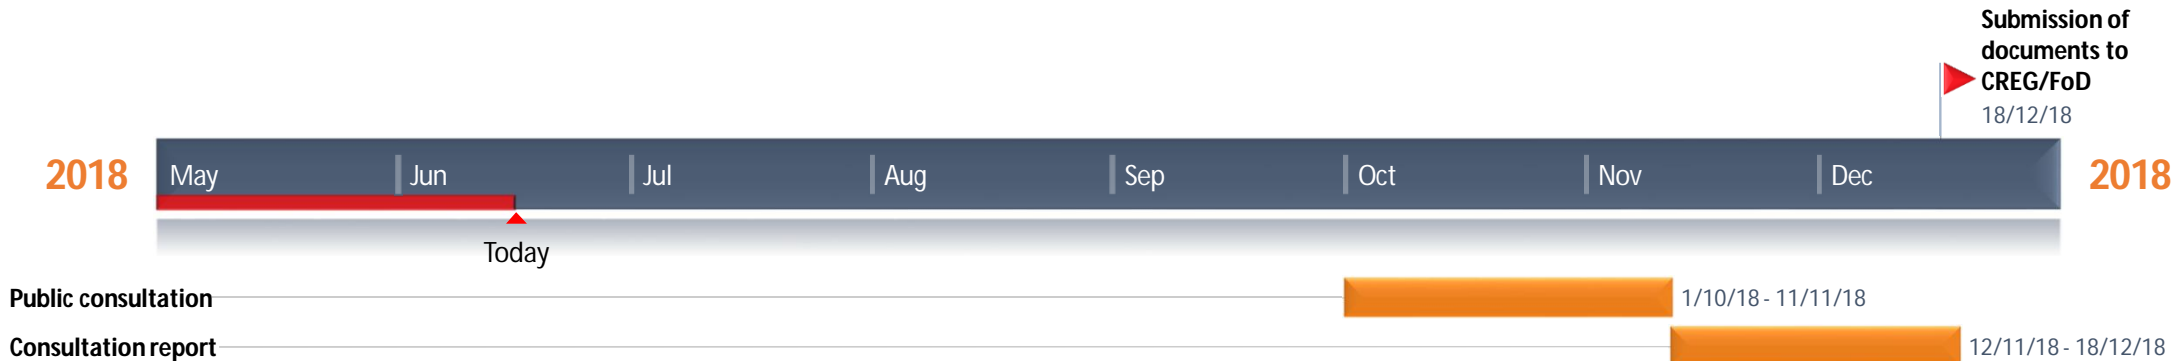 Submission of
documents to
CREG/FoD
18/12/18
2018 May Jun Jul Aug Sep Oct Nov Dec 2018
Today
Public consultation 1/10/18 - 11/11/18
Consultation report 12/11/18 - 18/12/18